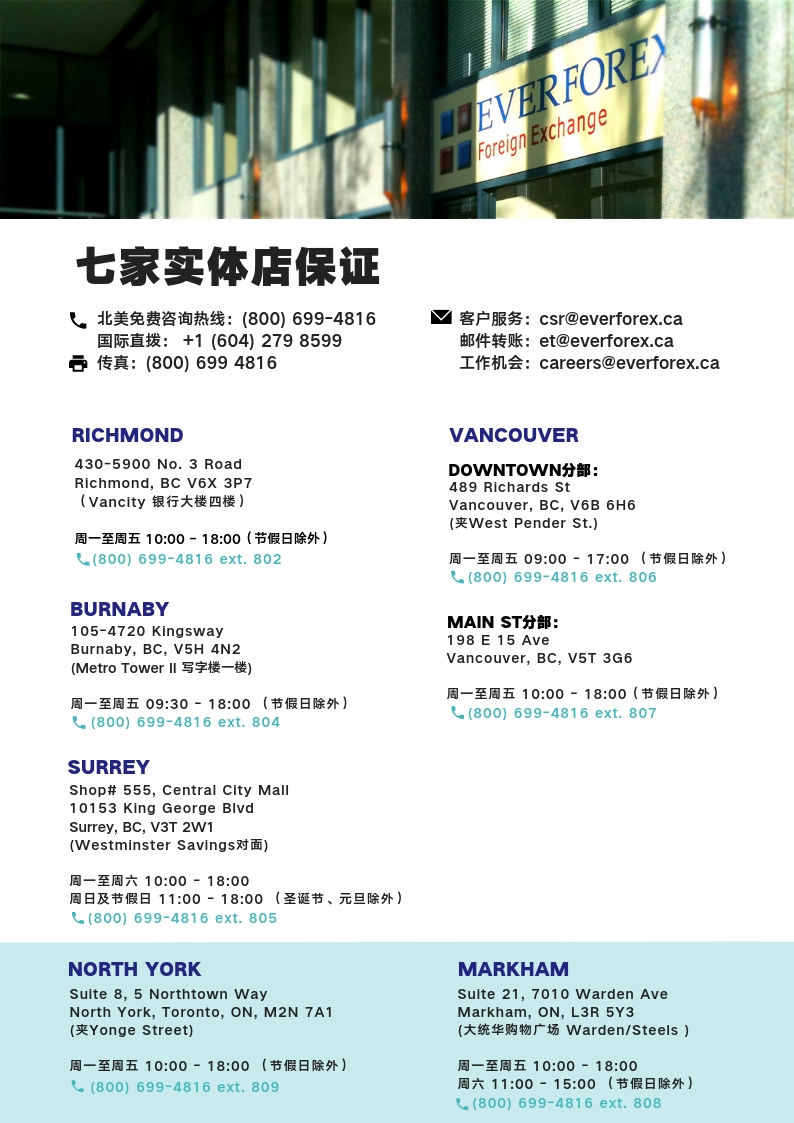 EVERFOREX
Foreign Exchange
七家实体店保证
北美免费咨询热线：(800) 699-4816
国际直拨： +1 (604) 279 8599
传真：(800) 699 4816
客户服务：csr@everforex.ca
邮件转账：et@everforex.ca
工作机会：careers@everforex.ca
RICHMOND
430-5900 No. 3 Road
Richmond, BC V6X 3P7
（Vancity 银行大楼四楼）
周一至周五 10:00 - 18:00（节假日除外）
(800) 699-4816 ext. 802
BURNABY
105-4720 Kingsway
Burnaby, BC, V5H 4N2
(Metro Tower II 写字楼一楼)
周一至周五 09:30 - 18:00 （节假日除外）
(800) 699-4816 ext. 804
SURREY
Shop# 555, Central City Mall
10153 King George Blvd
Surrey, BC, V3T 2W1
(Westminster Savings对面)
周一至周六 10:00 - 18:00
周日及节假日 11:00 - 18:00 （圣诞节、元旦除外）
(800) 699-4816 ext. 805
VANCOUVER
DOWNTOWN分部：
489 Richards St
Vancouver, BC, V6B 6H6
(夹West Pender St.)
周一至周五 09:00 - 17:00 （节假日除外）
(800) 699-4816 ext. 806
MAIN ST分部：
198 E 15 Ave
Vancouver, BC, V5T 3G6
周一至周五 10:00 - 18:00（节假日除外）
(800) 699-4816 ext. 807
NORTH YORK
Suite 8, 5 Northtown Way
North York, Toronto, ON, M2N 7A1
(夹Yonge Street)
周一至周五 10:00 - 18:00 （节假日除外）
(800) 699-4816 ext. 809
MARKHAM
Suite 21, 7010 Warden Ave
Markham, ON, L3R 5Y3
(大统华购物广场 Warden/Steels )
周一至周五 10:00 - 18:00
周六 11:00 - 15:00 （节假日除外）
(800) 699-4816 ext. 808